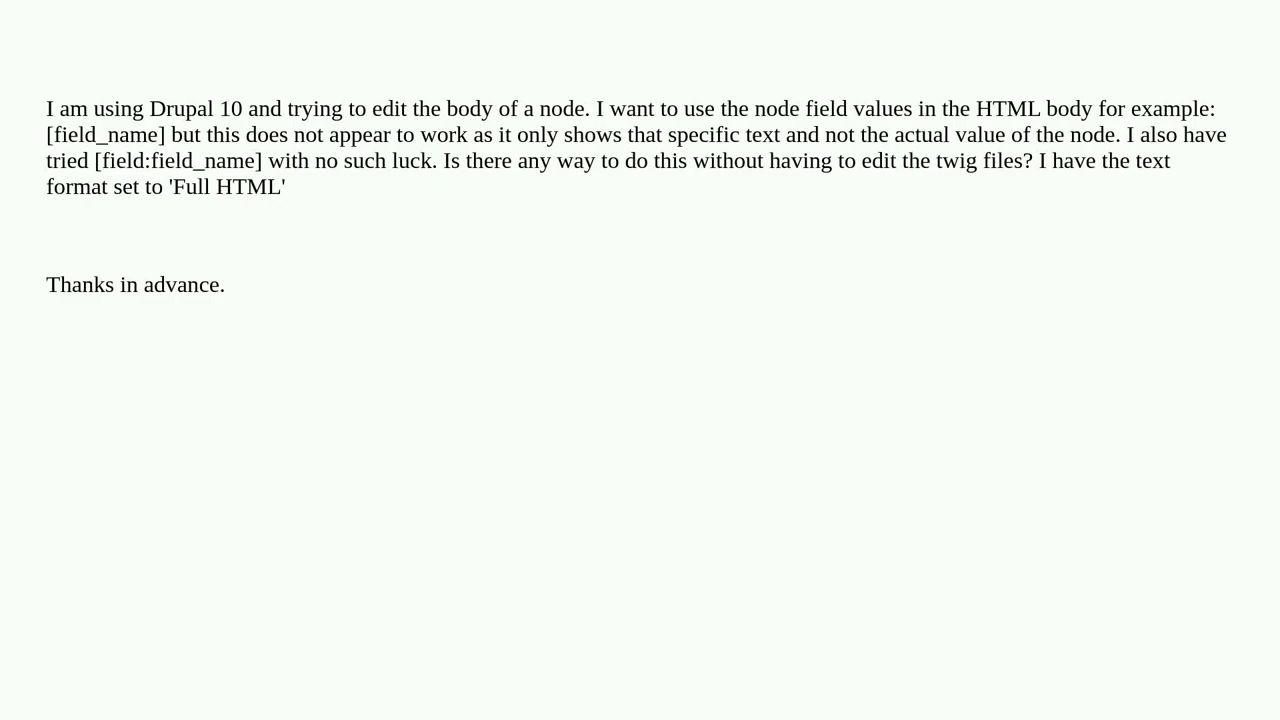 I am using Drupal 10 and trying to edit the body of a node. I want to use the node field values in the HTML body for example:
[field_name] but this does not appear to work as it only shows that specific text and not the actual value of the node. I also have
tried [field:field_name] with no such luck. Is there any way to do this without having to edit the twig files? I have the text
format set to 'Full HTML'
Thanks in advance.